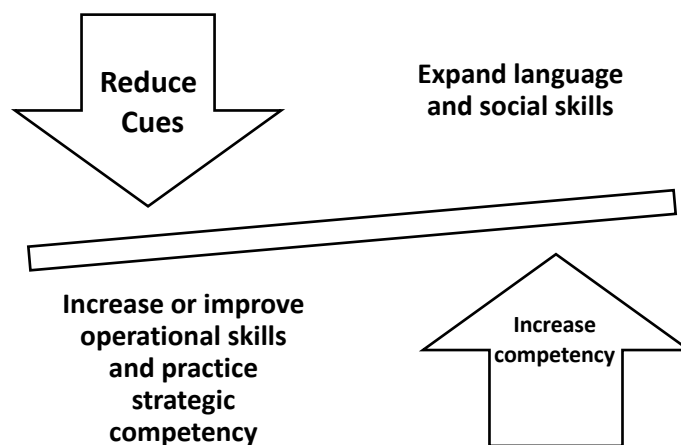 Reduce
Cues
Expand language
and social skills
Increase or improve
operational skills
and practice
strategic
competency
Increase
competency